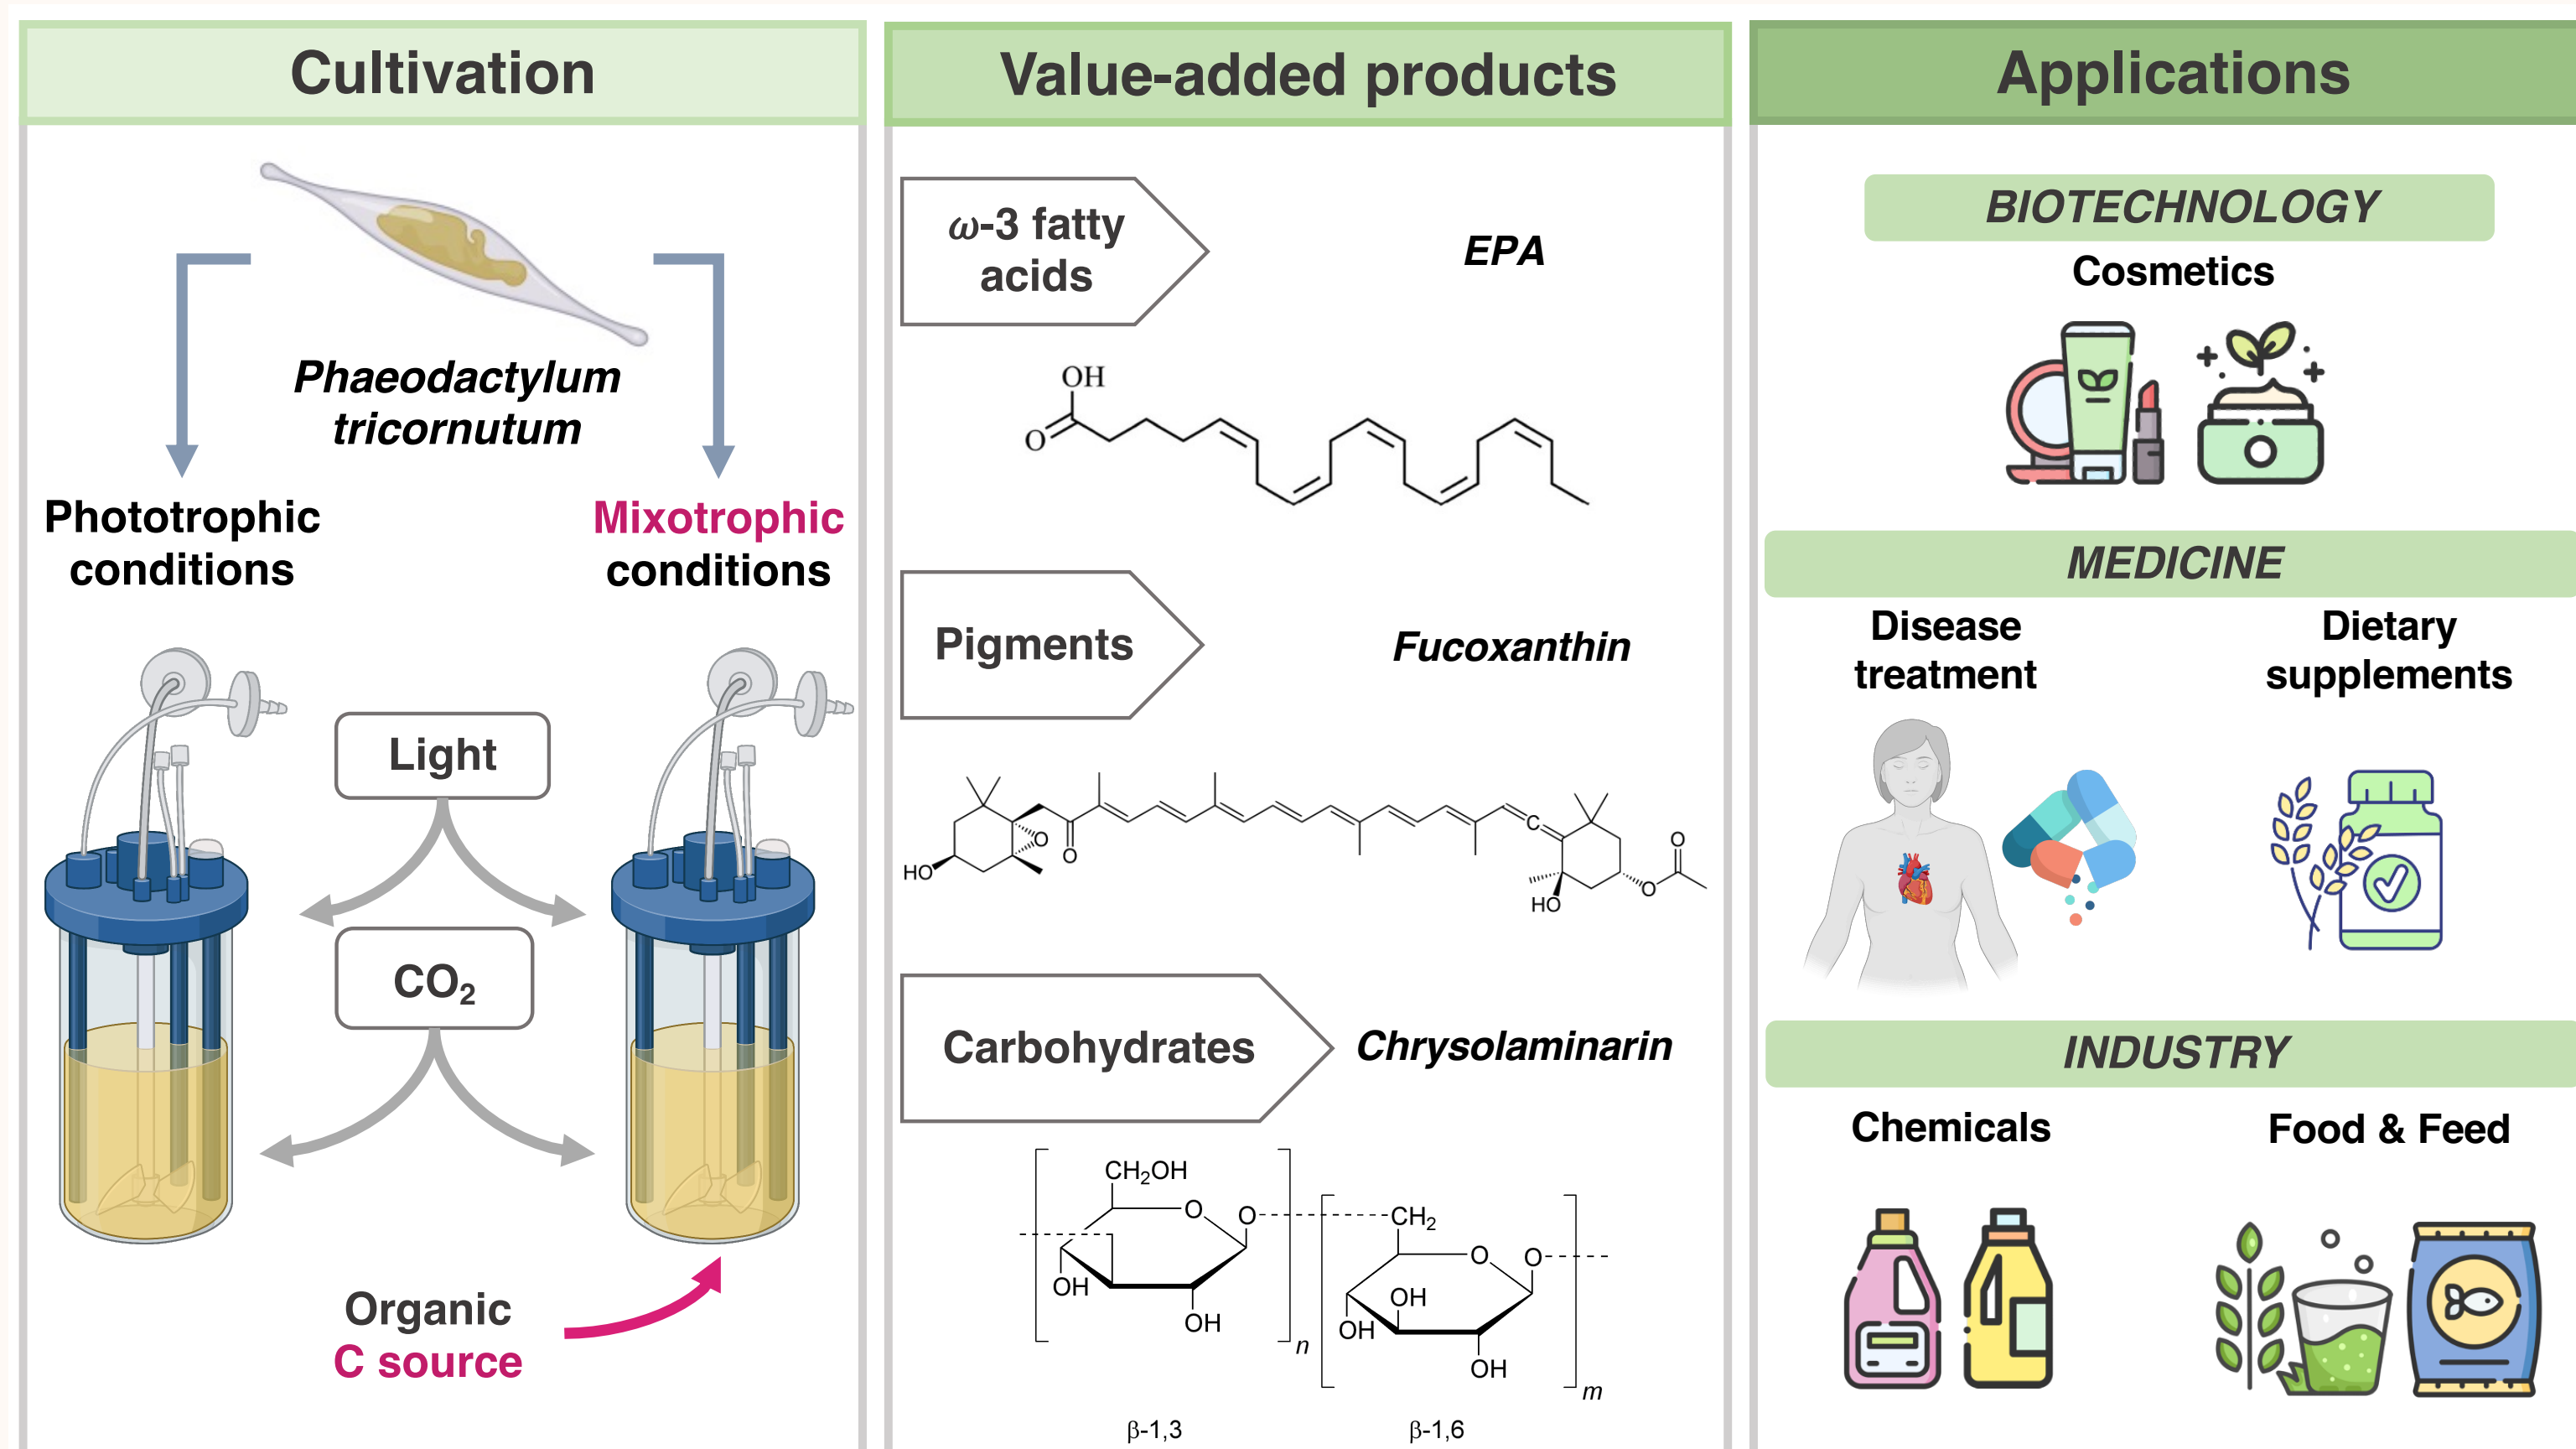 Cultivation
Phaeodactylum
tricornutum
Phototrophic
conditions
Mixotrophic
conditions
Light
CO₂
Organic
C source
Value-added products
ω-3 fatty
acids
EPA
OH
O
Pigments
Fucoxanthin
HO
O
O
C
HO
O
O
Carbohydrates
Chrysolaminarin
CH₂OH
O
O
OH
OH
n
CH₂
O
O
OH
OH
OH
m
β-1,3
β-1,6
Applications
BIOTECHNOLOGY
Cosmetics
MEDICINE
Disease
treatment
Dietary
supplements
INDUSTRY
Chemicals
Food & Feed